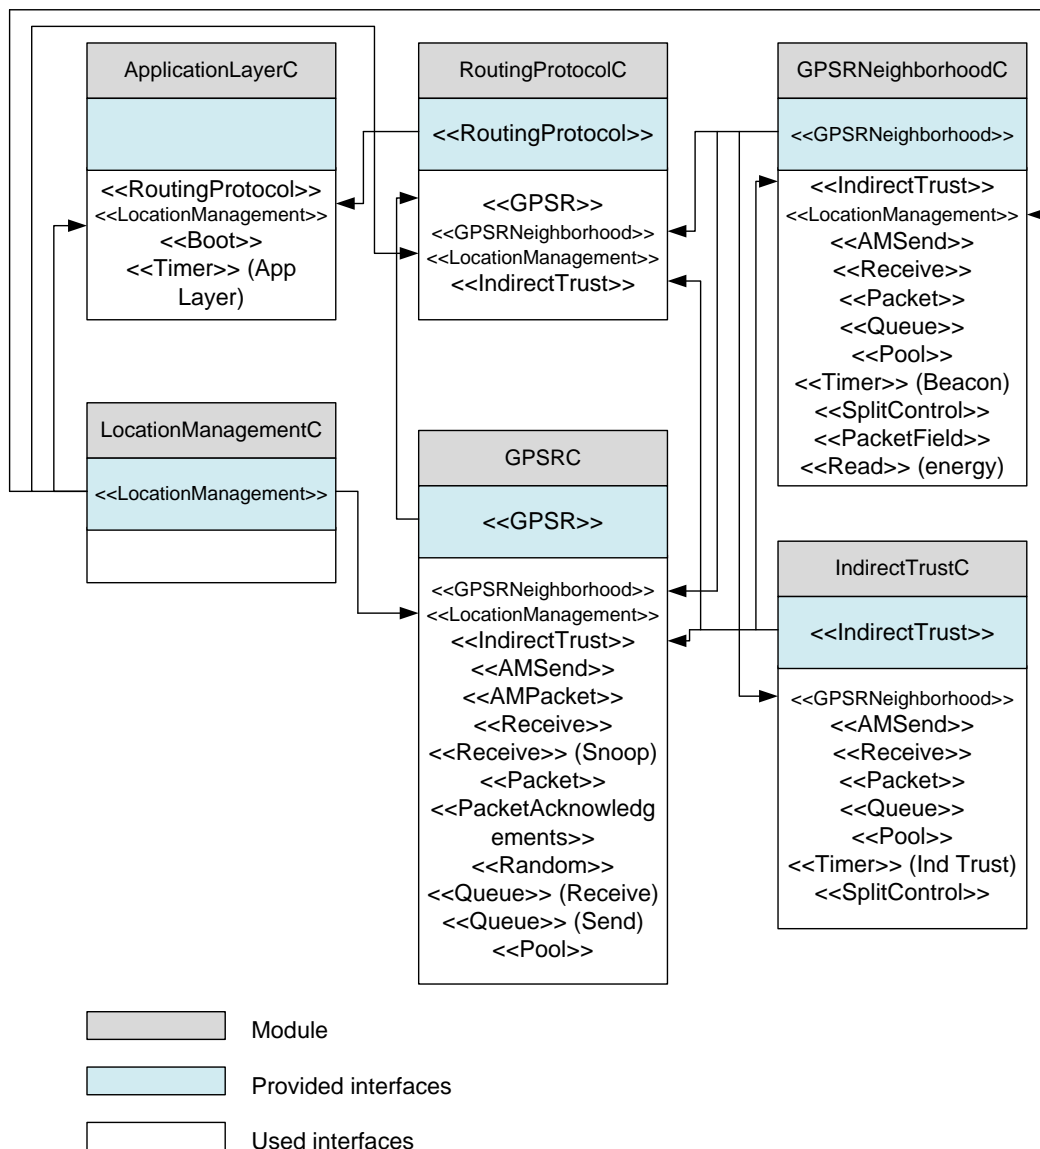 ApplicationLayerC
<<RoutingProtocol>>
<<LocationManagement>>
<<Boot>>
<<Timer>> (App
Layer)
RoutingProtocolC
<<RoutingProtocol>>
<<GPSR>>
<<GPSRNeighborhood>>
<<LocationManagement>>
<<IndirectTrust>>
GPSRNeighborhoodC
<<GPSRNeighborhood>>
<<IndirectTrust>>
<<LocationManagement>>
<<AMSend>>
<<Receive>>
<<Packet>>
<<Queue>>
<<Pool>>
<<Timer>> (Beacon)
<<SplitControl>>
<<PacketField>>
<<Read>> (energy)
LocationManagementC
<<LocationManagement>>
GPSRC
<<GPSR>>
<<GPSRNeighborhood>>
<<LocationManagement>>
<<IndirectTrust>>
<<AMSend>>
<<AMPacket>>
<<Receive>>
<<Receive>> (Snoop)
<<Packet>>
<<PacketAcknowledg
ements>>
<<Random>>
<<Queue>> (Receive)
<<Queue>> (Send)
<<Pool>>
IndirectTrustC
<<IndirectTrust>>
<<GPSRNeighborhood>>
<<AMSend>>
<<Receive>>
<<Packet>>
<<Queue>>
<<Pool>>
<<Timer>> (Ind Trust)
<<SplitControl>>
Module
Provided interfaces
Used interfaces